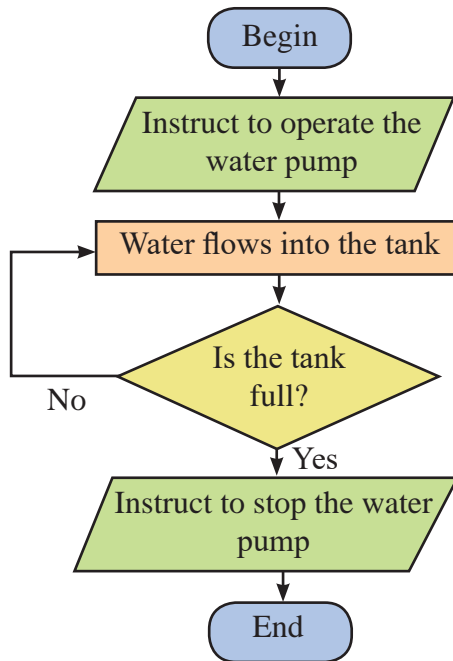 Begin
Instruct to operate the
water pump
Water flows into the tank
Is the tank
full?
No
Yes
Instruct to stop the water
pump
End